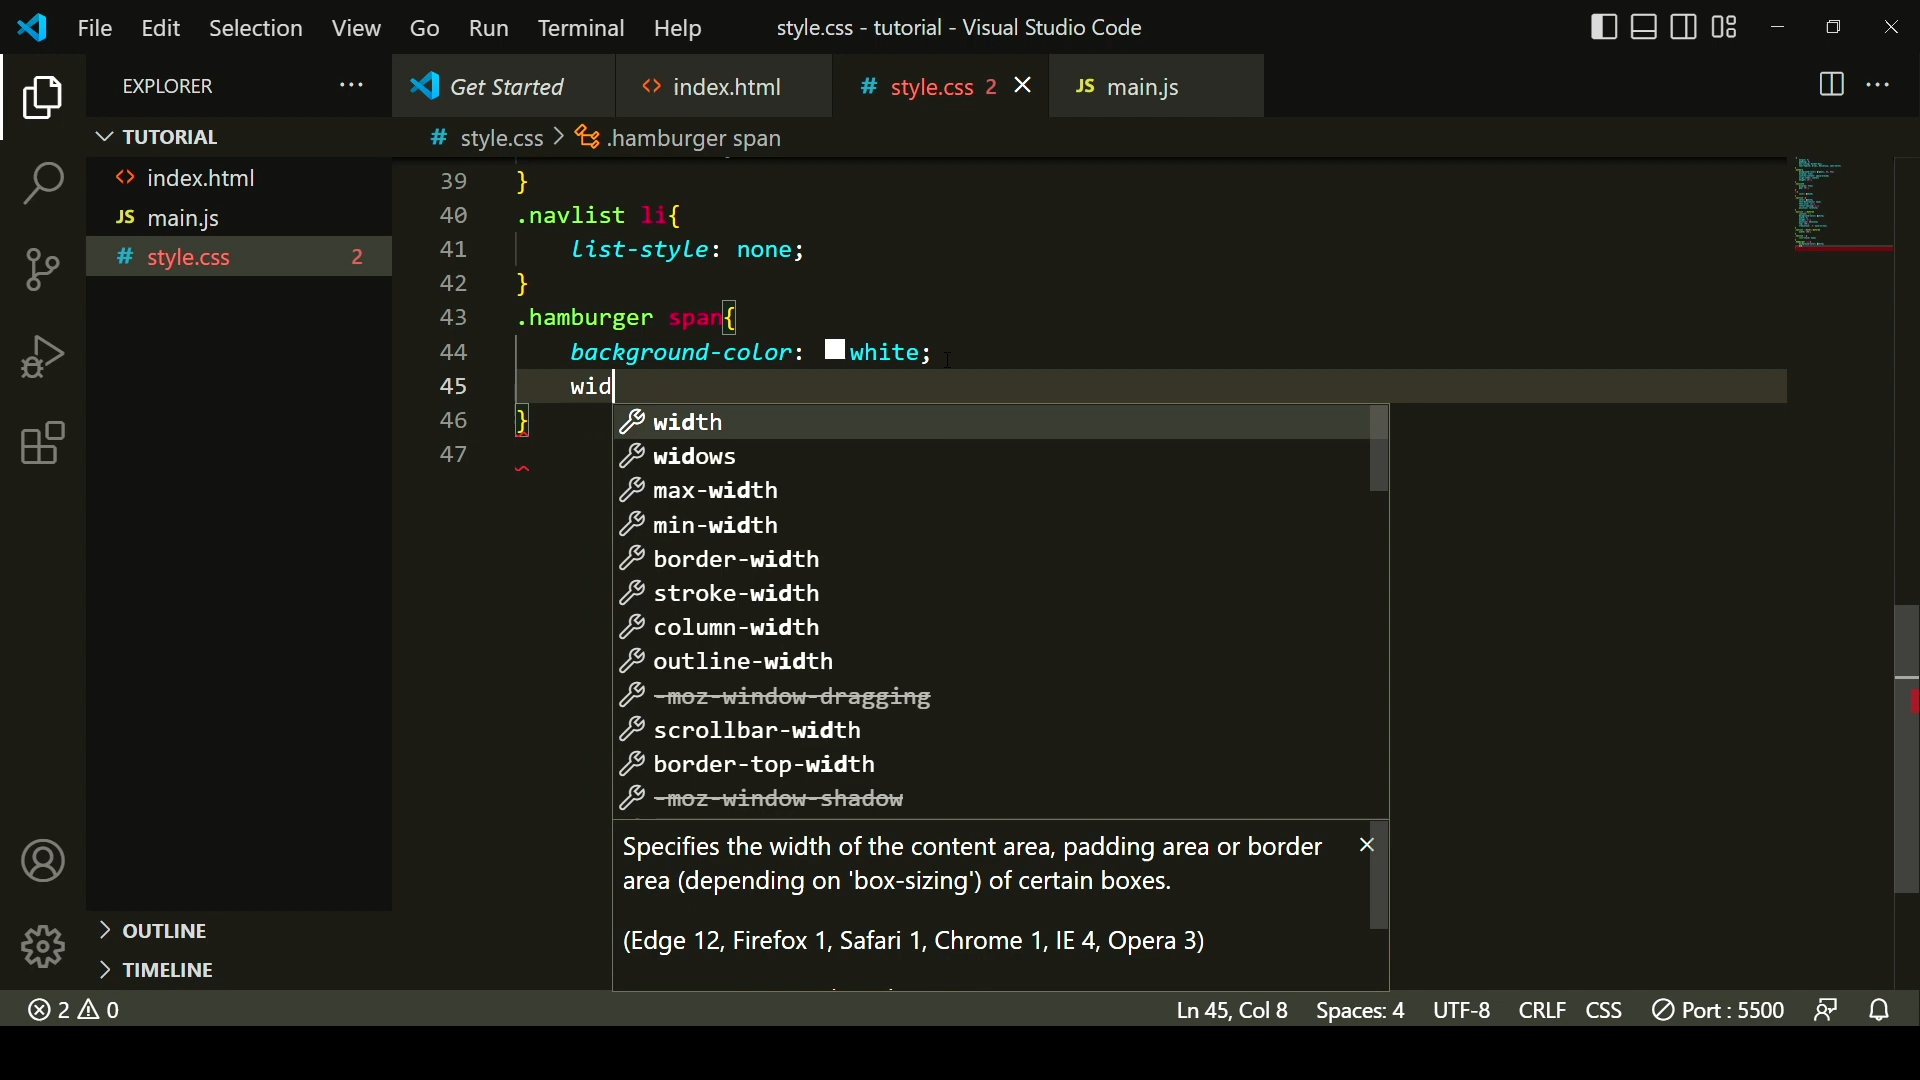 File Edit Selection View Go Run Terminal Help style.css - tutorial - Visual Studio Code
EXPLORER ··· Get Started <> index.html # style.css 2 × JS main.js ···
TUTORIAL # style.css > .hamburger span
<> index.html
JS main.js
# style.css 2
39 }
40 .navlist li{
41 list-style: none;
42 }
43 .hamburger span{
44 background-color: white;
45 wid
46 }
47
width
widows
max-width
min-width
border-width
stroke-width
column-width
outline-width
-moz-window-dragging
scrollbar-width
border-top-width
-moz-window-shadow
Specifies the width of the content area, padding area or border
area (depending on 'box-sizing') of certain boxes.
(Edge 12, Firefox 1, Safari 1, Chrome 1, IE 4, Opera 3)
OUTLINE
TIMELINE
2 0 Ln 45, Col 8 Spaces: 4 UTF-8 CRLF CSS Port : 5500